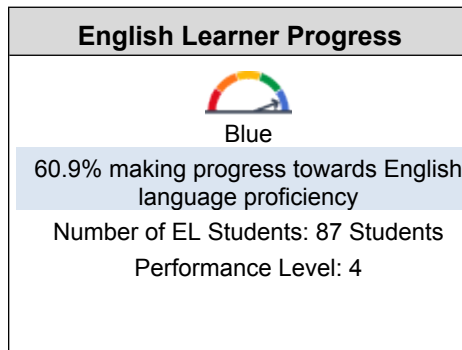 English Learner Progress
Blue
60.9% making progress towards English
language proficiency
Number of EL Students: 87 Students
Performance Level: 4